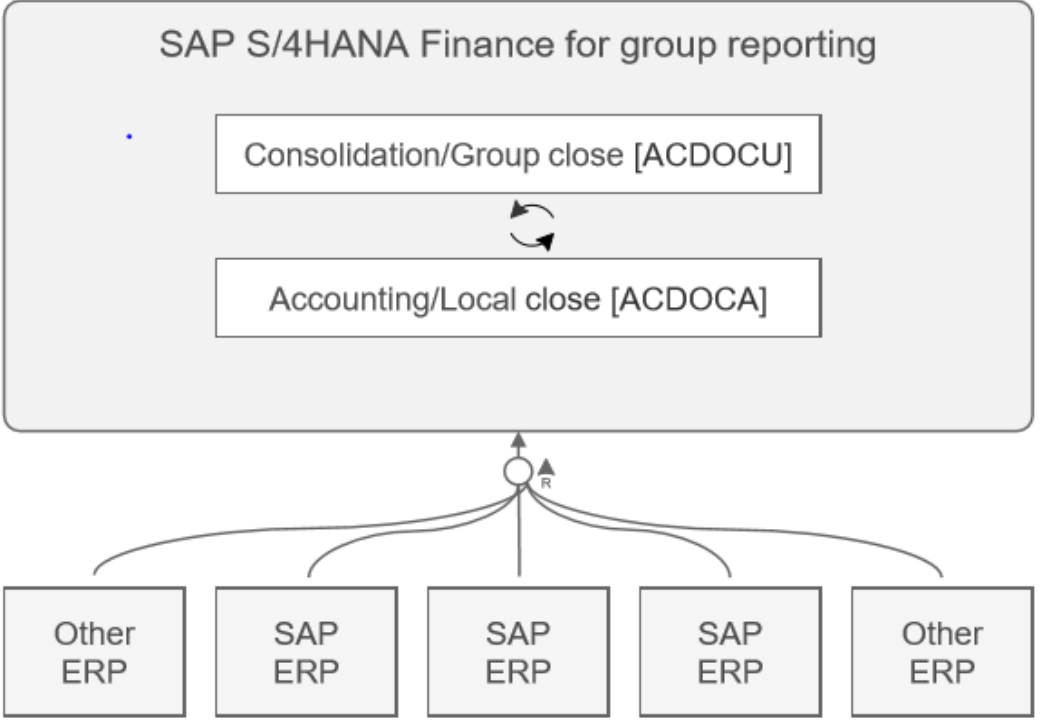 SAP S/4HANA Finance for group reporting
Consolidation/Group close [ACDOCU]
Accounting/Local close [ACDOCA]
R
Other
ERP
SAP
ERP
SAP
ERP
SAP
ERP
Other
ERP